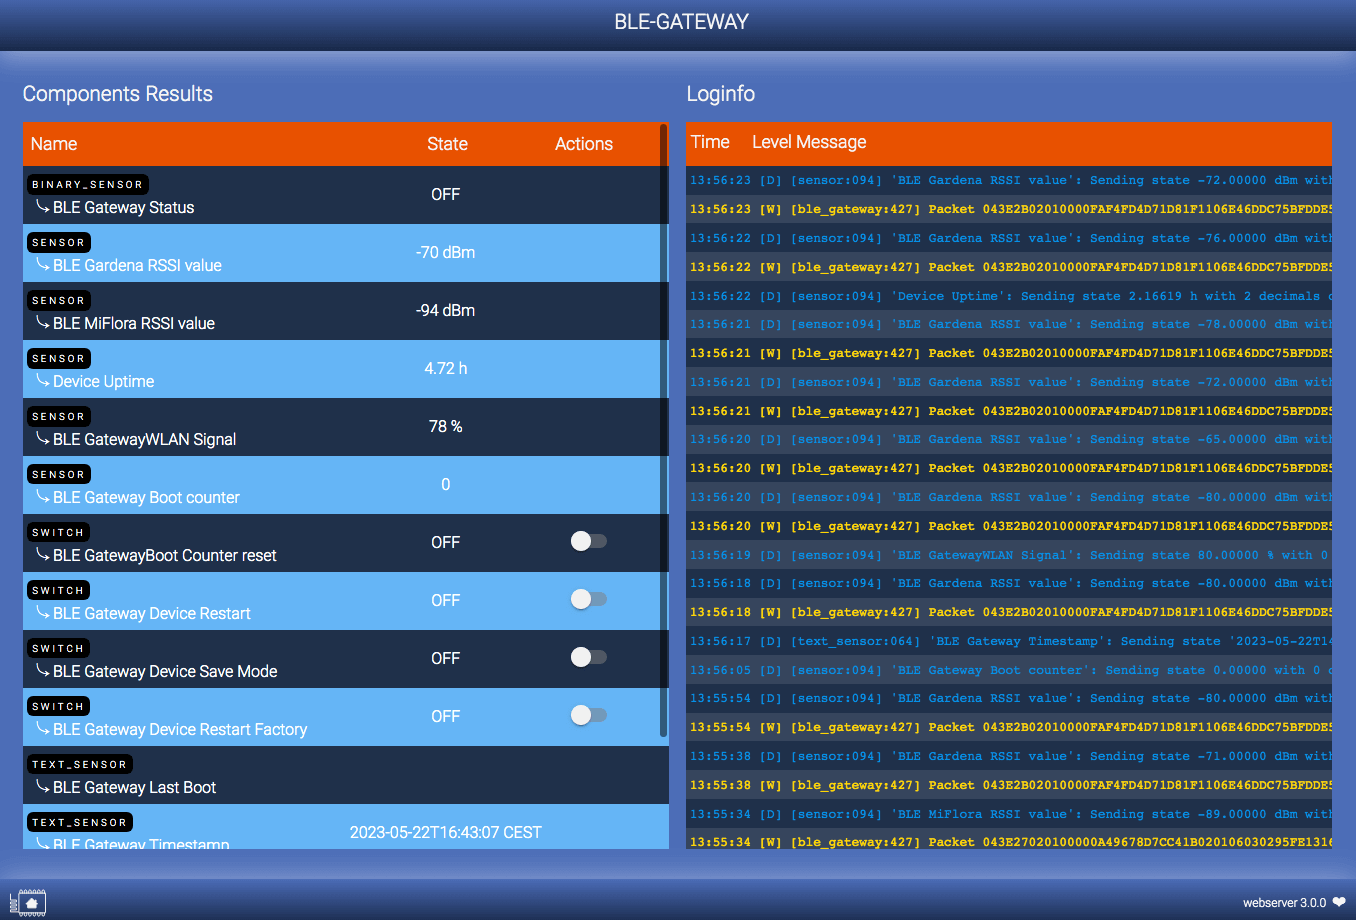 BLE-GATEWAY
Components Results
Name State Actions
BINARY_SENSOR
BLE Gateway Status OFF
SENSOR
BLE Gardena RSSI value -70 dBm
SENSOR
BLE MiFlora RSSI value -94 dBm
SENSOR
Device Uptime 4.72 h
SENSOR
BLE GatewayWLAN Signal 78 %
SENSOR
BLE Gateway Boot counter 0
SWITCH
BLE GatewayBoot Counter reset OFF
SWITCH
BLE Gateway Device Restart OFF
SWITCH
BLE Gateway Device Save Mode OFF
SWITCH
BLE Gateway Device Restart Factory OFF
TEXT_SENSOR
BLE Gateway Last Boot
TEXT_SENSOR
BLE Gateway Timestamp 2023-05-22T16:43:07 CEST
Loginfo
Time Level Message
13:56:23 [D] [sensor:094] 'BLE Gardena RSSI value': Sending state -72.00000 dBm with
13:56:23 [W] [ble_gateway:427] Packet 043E2B02010000FAF4FD4D71D81F1106E46DDC75BFDDE5
13:56:22 [D] [sensor:094] 'BLE Gardena RSSI value': Sending state -76.00000 dBm with
13:56:22 [W] [ble_gateway:427] Packet 043E2B02010000FAF4FD4D71D81F1106E46DDC75BFDDE5
13:56:22 [D] [sensor:094] 'Device Uptime': Sending state 2.16619 h with 2 decimals o
13:56:21 [D] [sensor:094] 'BLE Gardena RSSI value': Sending state -78.00000 dBm with
13:56:21 [W] [ble_gateway:427] Packet 043E2B02010000FAF4FD4D71D81F1106E46DDC75BFDDE5
13:56:21 [D] [sensor:094] 'BLE Gardena RSSI value': Sending state -72.00000 dBm with
13:56:21 [W] [ble_gateway:427] Packet 043E2B02010000FAF4FD4D71D81F1106E46DDC75BFDDE5
13:56:20 [D] [sensor:094] 'BLE Gardena RSSI value': Sending state -65.00000 dBm with
13:56:20 [W] [ble_gateway:427] Packet 043E2B02010000FAF4FD4D71D81F1106E46DDC75BFDDE5
13:56:20 [D] [sensor:094] 'BLE Gardena RSSI value': Sending state -80.00000 dBm with
13:56:20 [W] [ble_gateway:427] Packet 043E2B02010000FAF4FD4D71D81F1106E46DDC75BFDDE5
13:56:19 [D] [sensor:094] 'BLE GatewayWLAN Signal': Sending state 80.00000 % with 0
13:56:18 [D] [sensor:094] 'BLE Gardena RSSI value': Sending state -80.00000 dBm with
13:56:18 [W] [ble_gateway:427] Packet 043E2B02010000FAF4FD4D71D81F1106E46DDC75BFDDE5
13:56:17 [D] [text_sensor:064] 'BLE Gateway Timestamp': Sending state '2023-05-22T14
13:56:05 [D] [sensor:094] 'BLE Gateway Boot counter': Sending state 0.00000 with 0 d
13:55:54 [D] [sensor:094] 'BLE Gardena RSSI value': Sending state -80.00000 dBm with
13:55:54 [W] [ble_gateway:427] Packet 043E2B02010000FAF4FD4D71D81F1106E46DDC75BFDDE5
13:55:38 [D] [sensor:094] 'BLE Gardena RSSI value': Sending state -71.00000 dBm with
13:55:38 [W] [ble_gateway:427] Packet 043E2B02010000FAF4FD4D71D81F1106E46DDC75BFDDE5
13:55:34 [D] [sensor:094] 'BLE MiFlora RSSI value': Sending state -89.00000 dBm with
13:55:34 [W] [ble_gateway:427] Packet 043E27020100000A49678D7CC41B020106030295FE1316
webserver 3.0.0